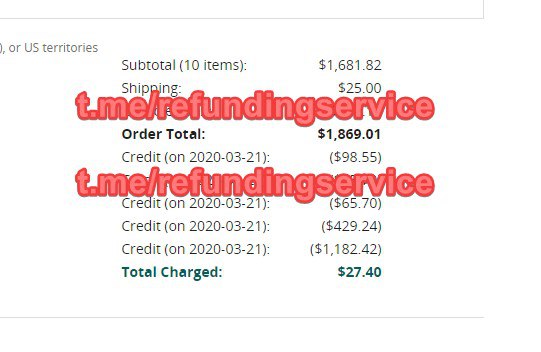 ), or US territories
Subtotal (10 items): $1,681.82
Shipping: $25.00
t.me/refundingservice
Order Total: $1,869.01
Credit (on 2020-03-21): ($98.55)
t.me/refundingservice
Credit (on 2020-03-21): ($65.70)
Credit (on 2020-03-21): ($429.24)
Credit (on 2020-03-21): ($1,182.42)
Total Charged: $27.40